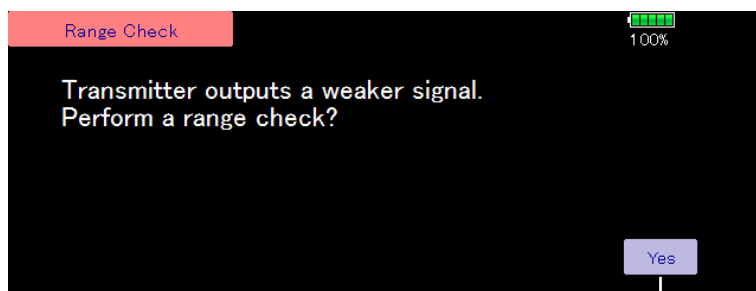 Range Check
100%
Transmitter outputs a weaker signal.
Perform a range check?
Yes